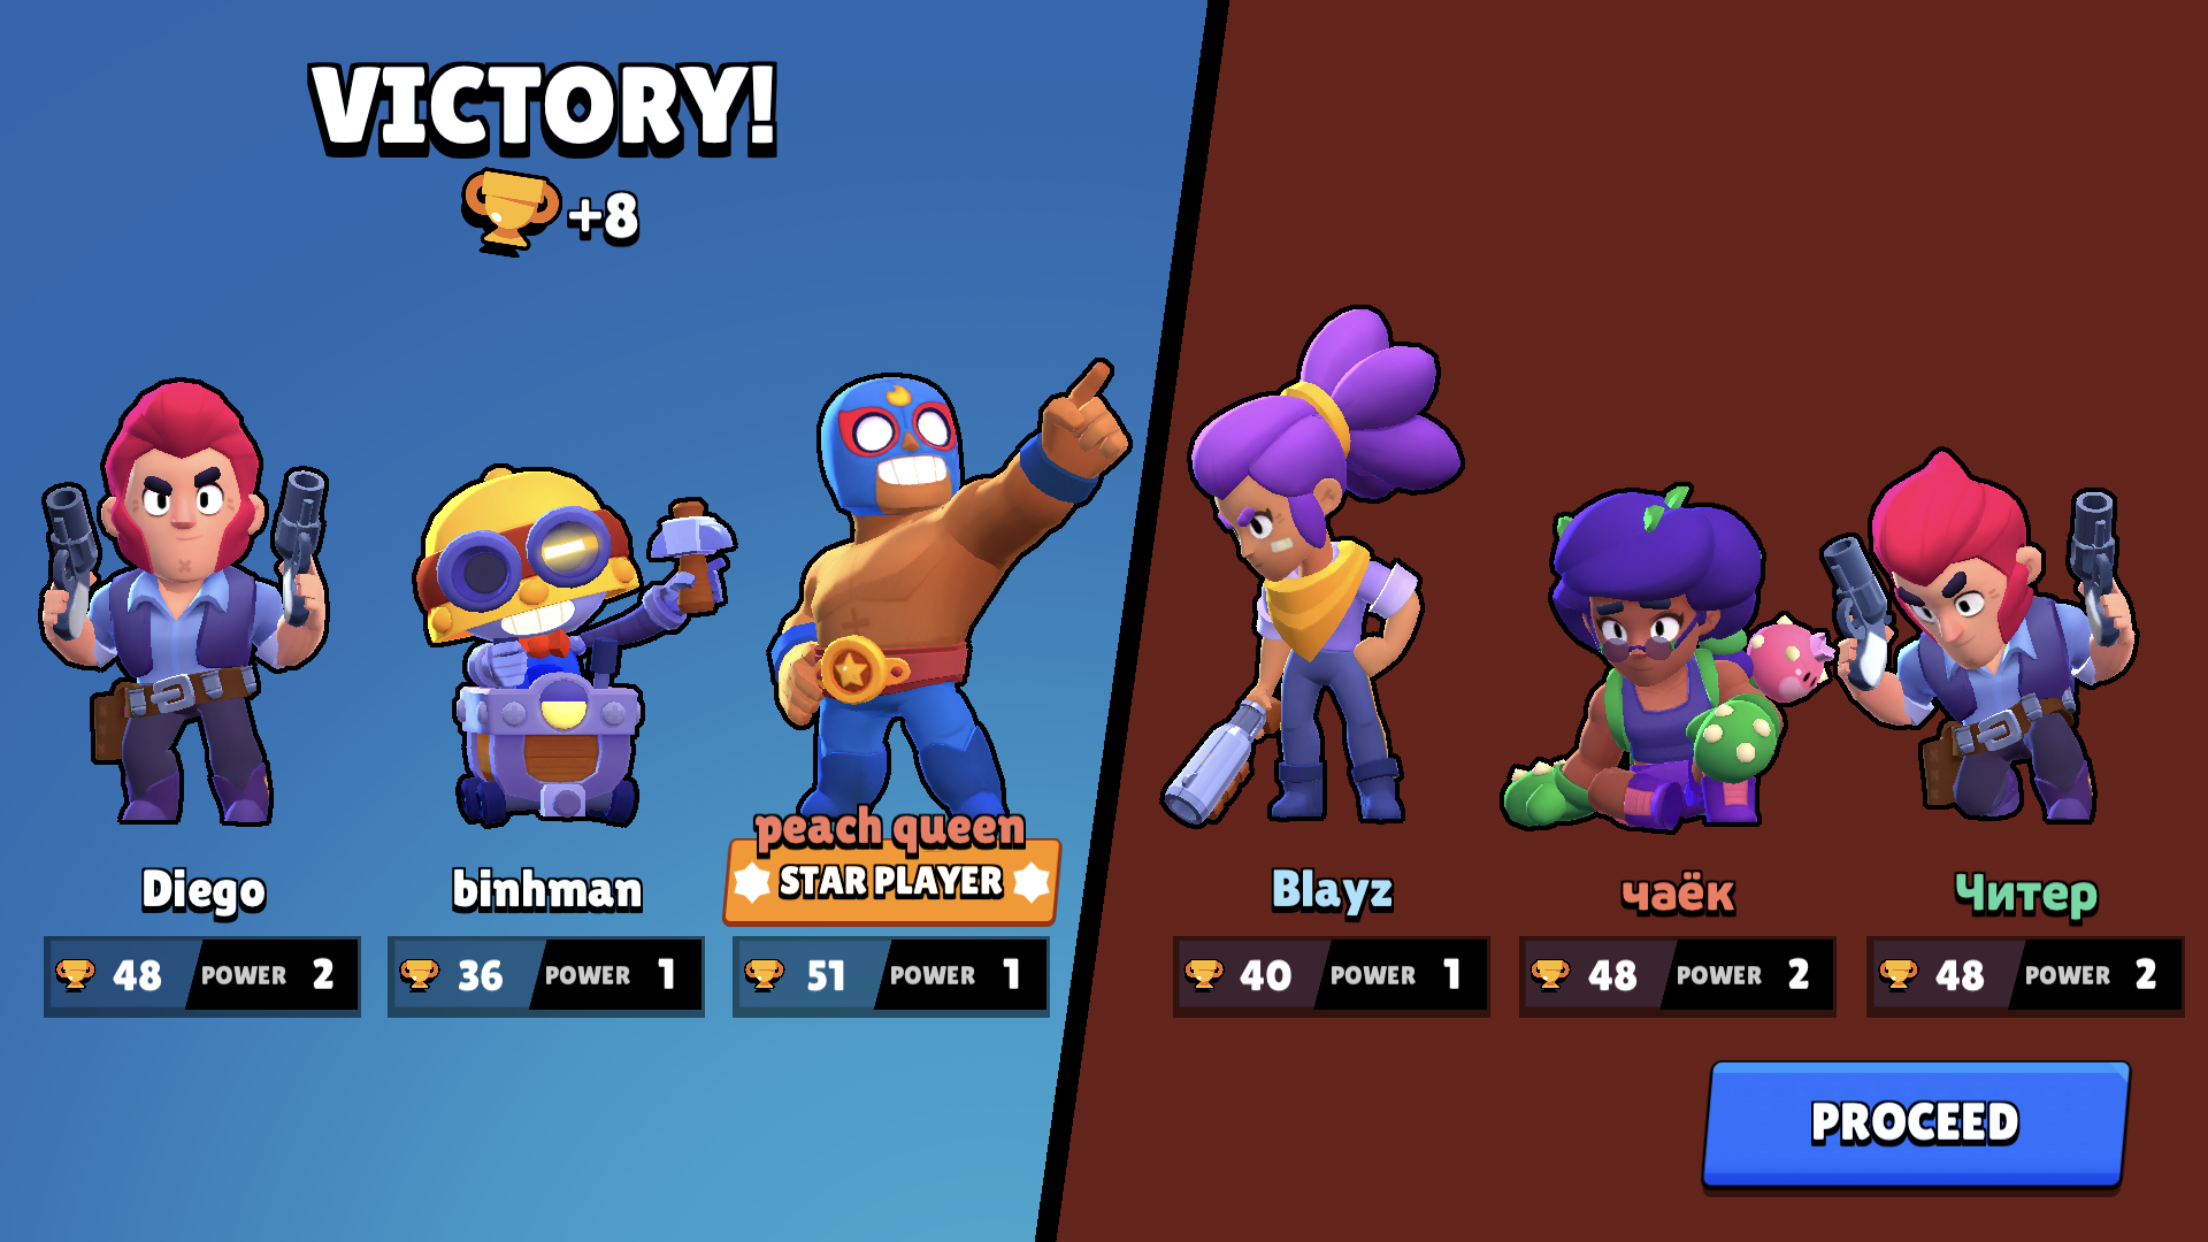 VICTORY!
+8
peach queen
STAR PLAYER
Diego
binhman
Blayz
чаёк
Читер
48 POWER 2
36 POWER 1
51 POWER 1
40 POWER 1
48 POWER 2
48 POWER 2
PROCEED